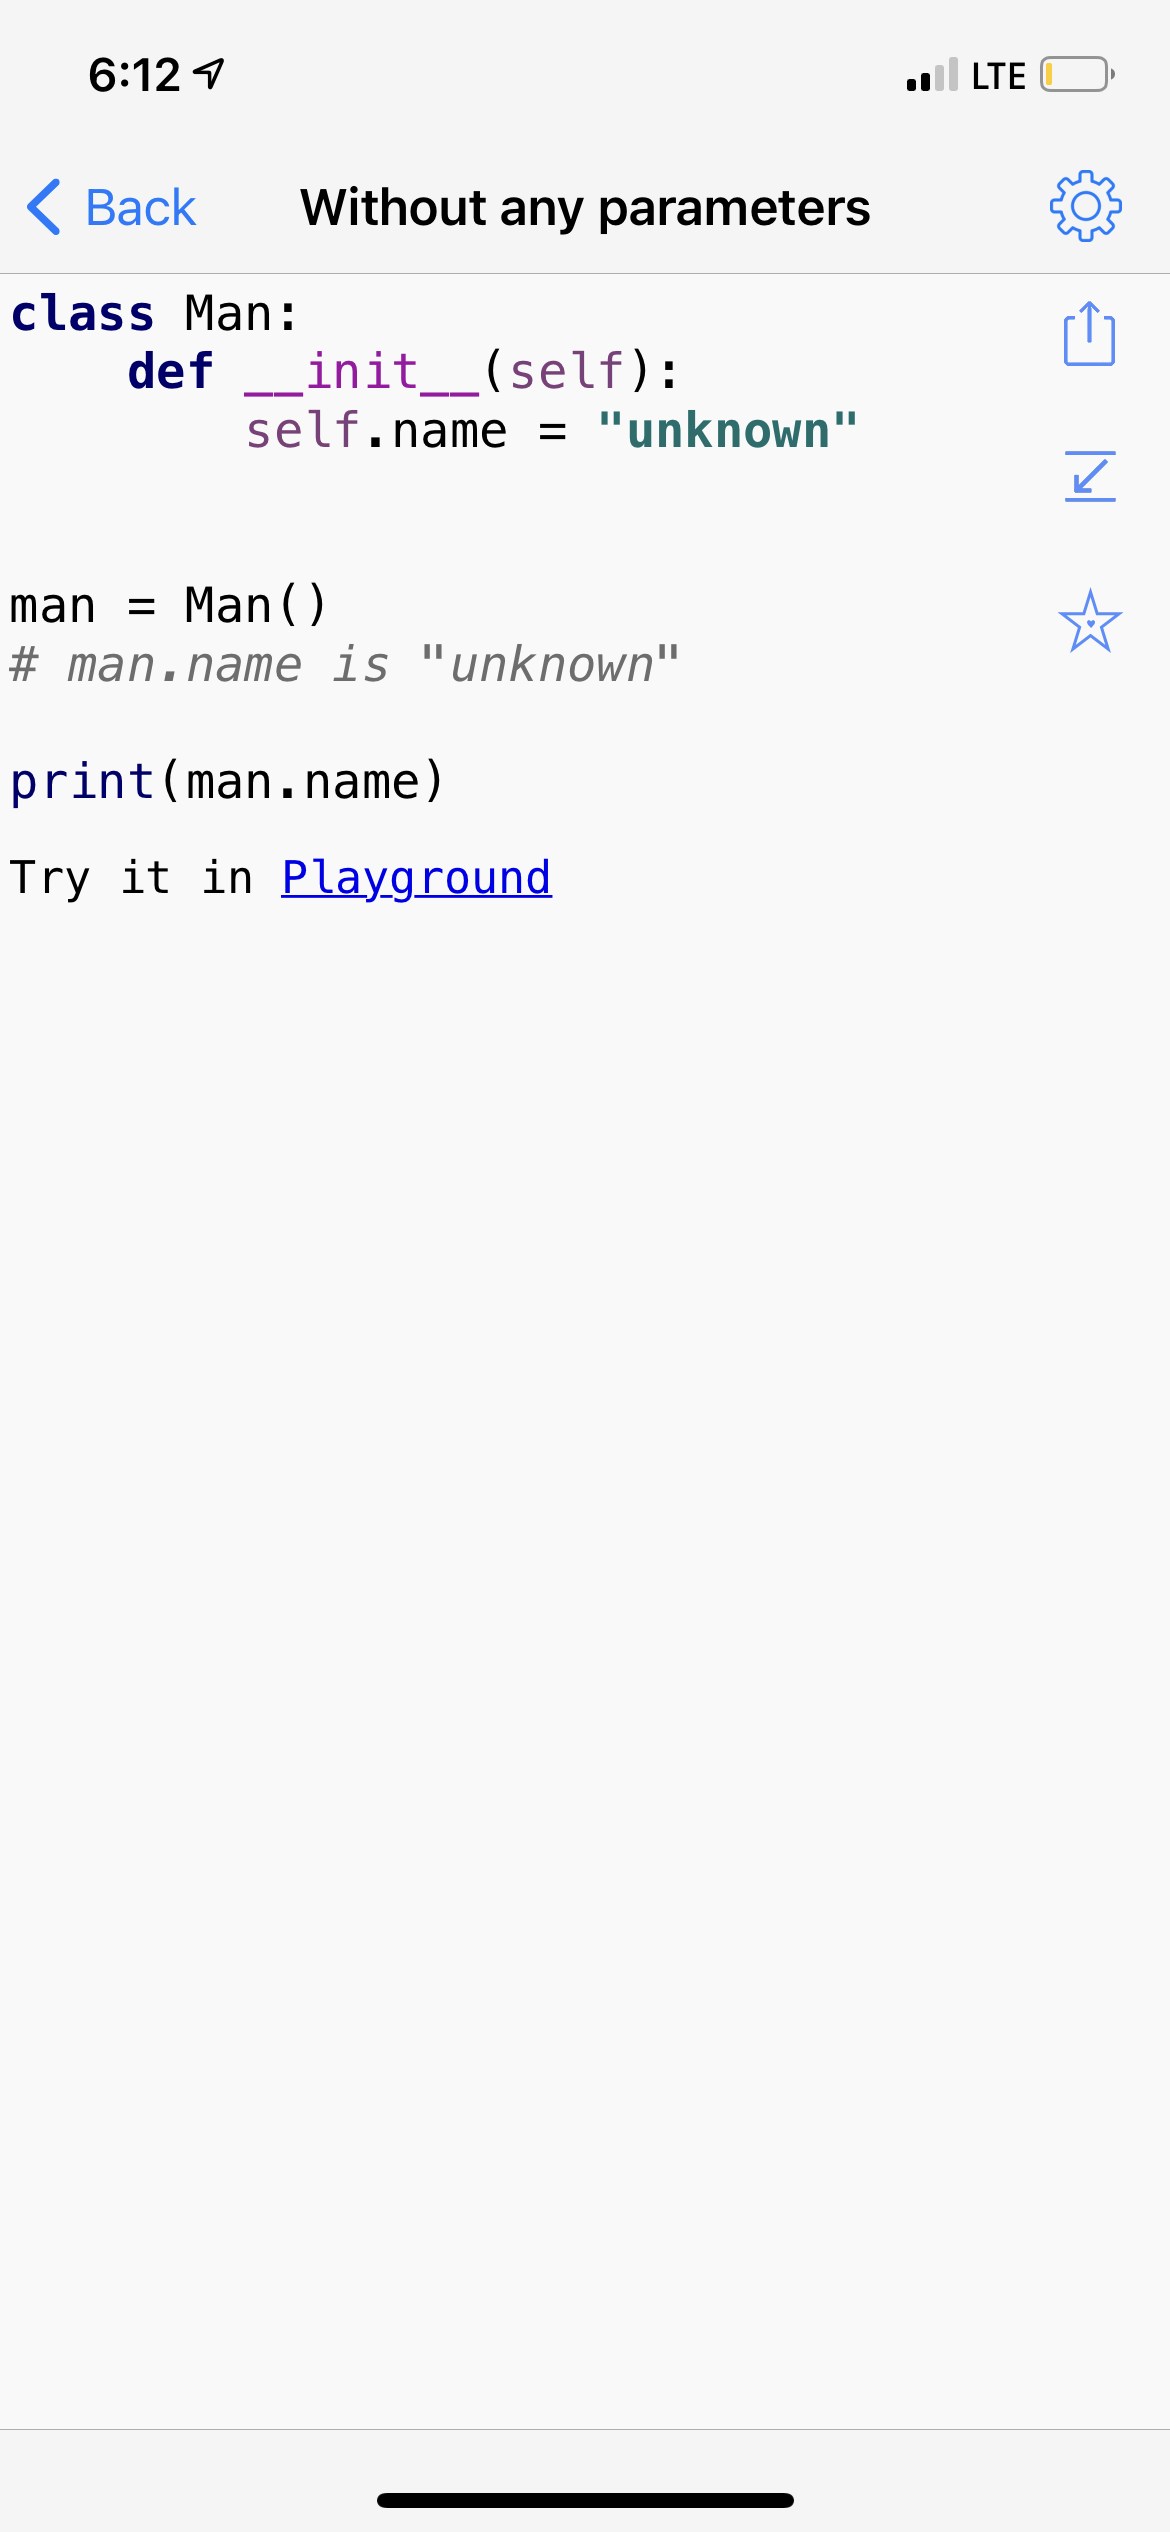 6:12 LTE
Back Without any parameters
class Man:
    def __init__(self):
        self.name = "unknown"
man = Man()
# man.name is "unknown"
print(man.name)
Try it in Playground